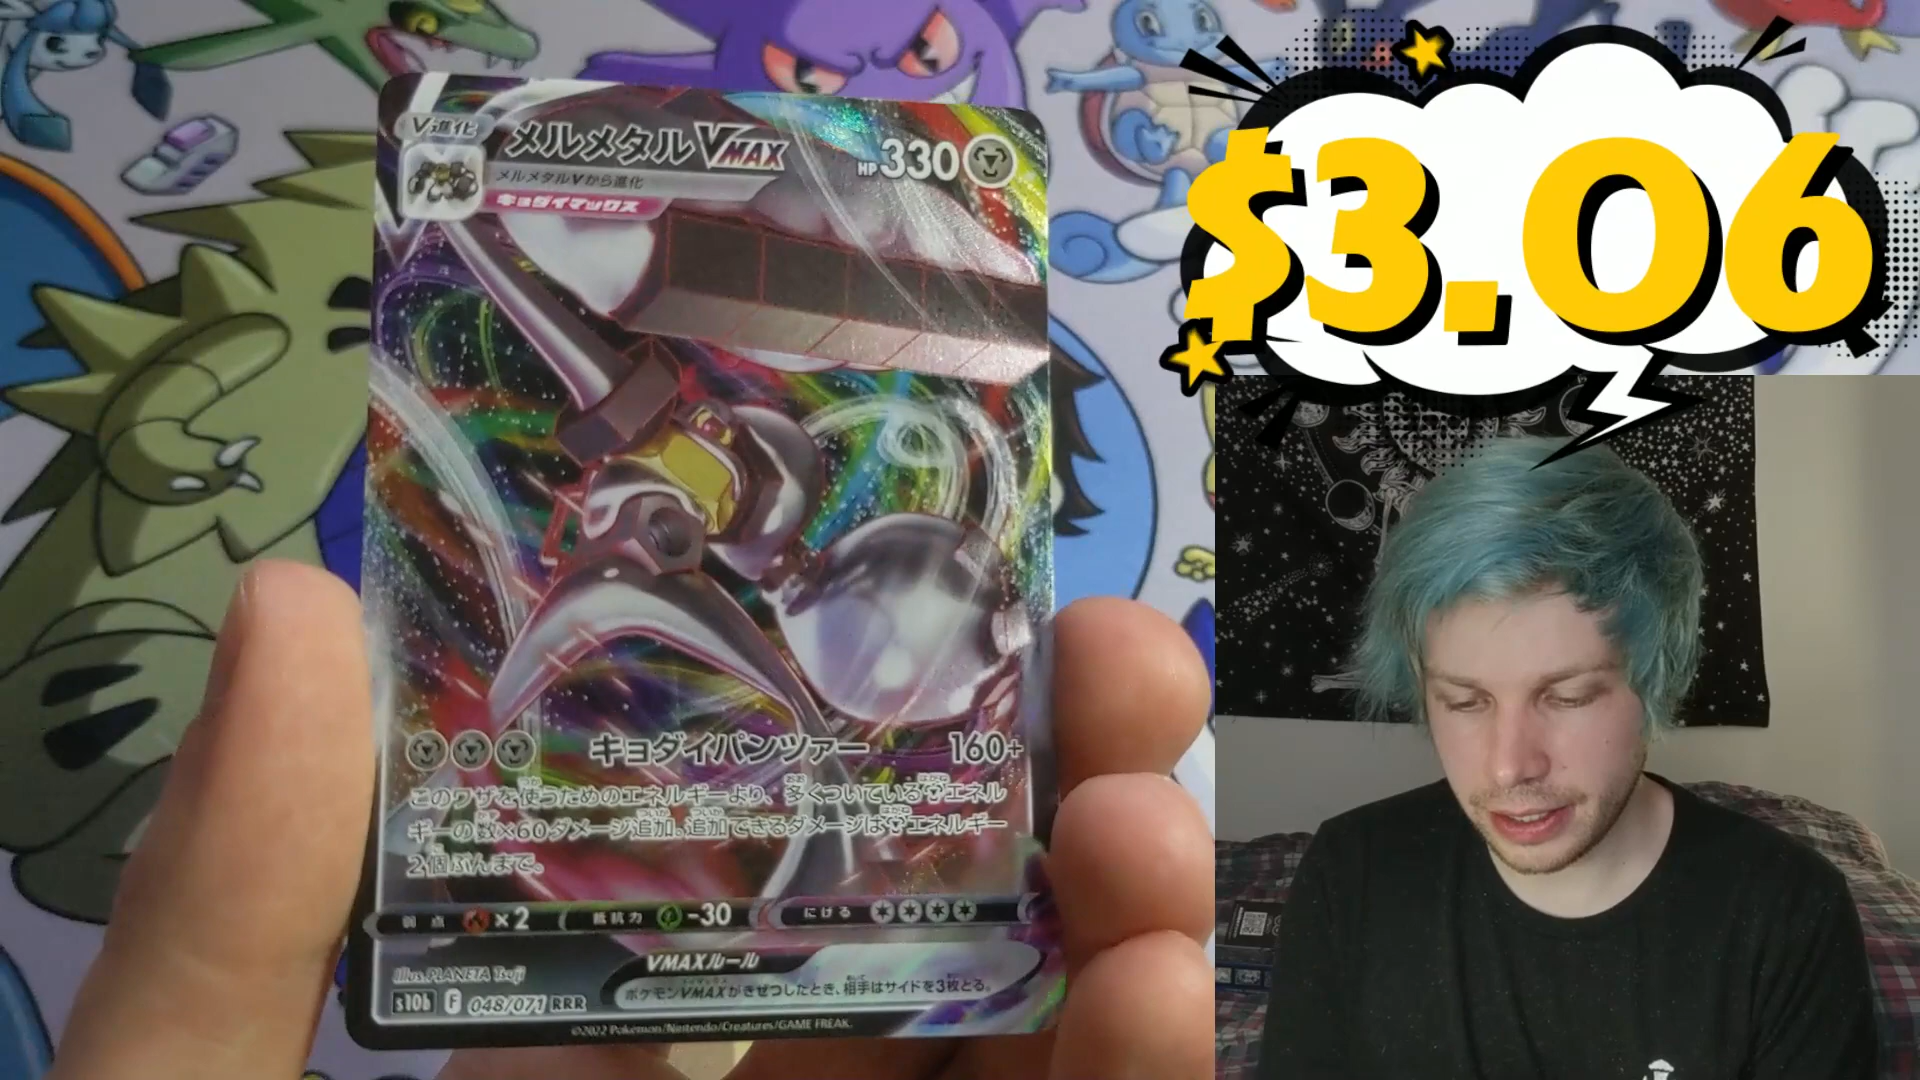 V進化
メルメタルVMAX
HP330
メルメタルVから進化
キョダイマックス
$3.06
キョダイパンツァー 160+
このワザを使うためのエネルギーより、多くついているエネル
ギーの数×60ダメージ追加。追加できるダメージはエネルギー
2個ぶんまで。
弱点 ×2 抵抗力 -30 にげる
VMAXルール
Illus. PLANETA Tsuji
ポケモンVMAXがきぜつしたとき、相手はサイドを3枚とる。
s10b F 048/071 RRR
©2022 Pokémon/Nintendo/Creatures/GAME FREAK.